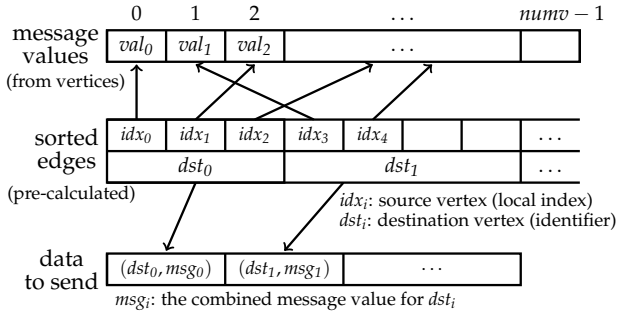 0 1 2 ... numv − 1
message values val₀ val₁ val₂ ...
(from vertices)
sorted edges idx₀ idx₁ idx₂ idx₃ idx₄ ...
dst₀ dst₁ ...
(pre-calculated)
idxᵢ: source vertex (local index)
dstᵢ: destination vertex (identifier)
data to send (dst₀, msg₀) (dst₁, msg₁) ...
msgᵢ: the combined message value for dstᵢ